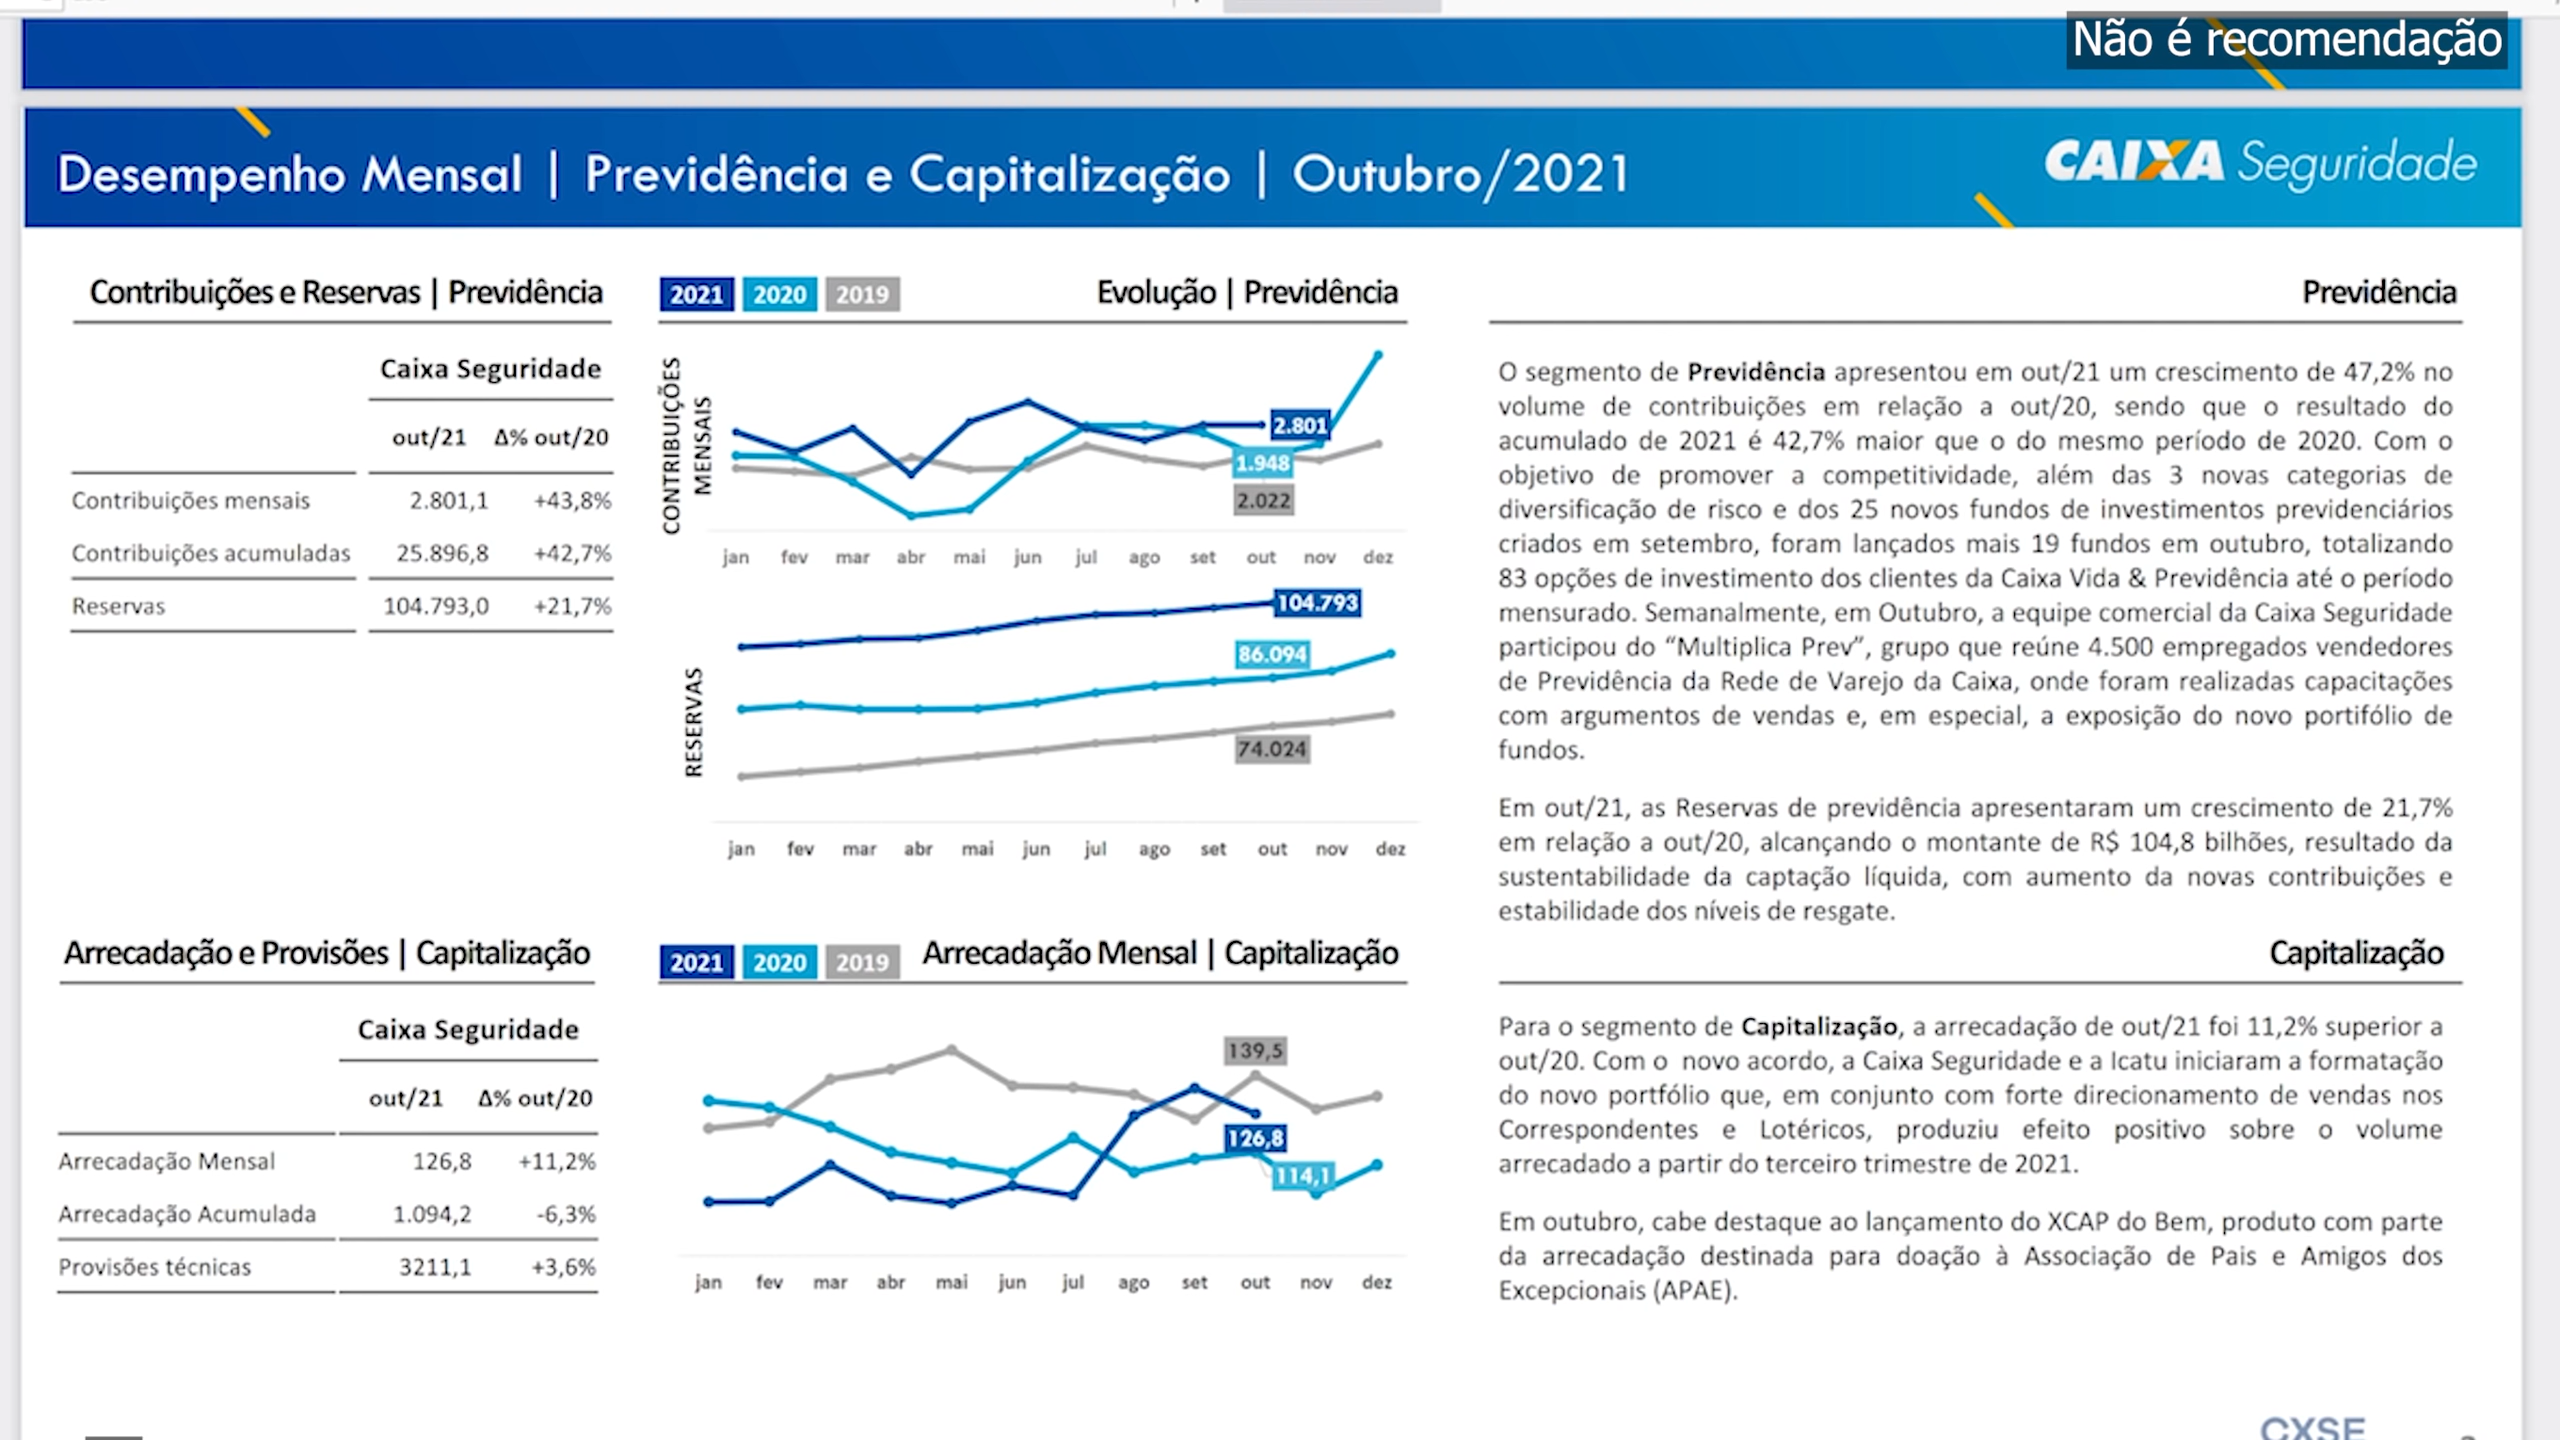 Não é recomendação
Desempenho Mensal | Previdência e Capitalização | Outubro/2021
CAIXA Seguridade
Contribuições e Reservas | Previdência
Caixa Seguridade
out/21 Δ% out/20
Contribuições mensais 2.801,1 +43,8%
Contribuições acumuladas 25.896,8 +42,7%
Reservas 104.793,0 +21,7%
2021 2020 2019
Evolução | Previdência
CONTRIBUIÇÕES
MENSAIS
2.801
1.948
2.022
jan fev mar abr mai jun jul ago set out nov dez
RESERVAS
104.793
86.094
74.024
jan fev mar abr mai jun jul ago set out nov dez
Previdência
O segmento de Previdência apresentou em out/21 um crescimento de 47,2% no
volume de contribuições em relação a out/20, sendo que o resultado do
acumulado de 2021 é 42,7% maior que o do mesmo período de 2020. Com o
objetivo de promover a competitividade, além das 3 novas categorias de
diversificação de risco e dos 25 novos fundos de investimentos previdenciários
criados em setembro, foram lançados mais 19 fundos em outubro, totalizando
83 opções de investimento dos clientes da Caixa Vida & Previdência até o período
mensurado. Semanalmente, em Outubro, a equipe comercial da Caixa Seguridade
participou do “Multiplica Prev”, grupo que reúne 4.500 empregados vendedores
de Previdência da Rede de Varejo da Caixa, onde foram realizadas capacitações
com argumentos de vendas e, em especial, a exposição do novo portifólio de
fundos.
Em out/21, as Reservas de previdência apresentaram um crescimento de 21,7%
em relação a out/20, alcançando o montante de R$ 104,8 bilhões, resultado da
sustentabilidade da captação líquida, com aumento da novas contribuições e
estabilidade dos níveis de resgate.
Arrecadação e Provisões | Capitalização
Caixa Seguridade
out/21 Δ% out/20
Arrecadação Mensal 126,8 +11,2%
Arrecadação Acumulada 1.094,2 -6,3%
Provisões técnicas 3211,1 +3,6%
2021 2020 2019
Arrecadação Mensal | Capitalização
139,5
126,8
114,1
jan fev mar abr mai jun jul ago set out nov dez
Capitalização
Para o segmento de Capitalização, a arrecadação de out/21 foi 11,2% superior a
out/20. Com o novo acordo, a Caixa Seguridade e a Icatu iniciaram a formatação
do novo portfólio que, em conjunto com forte direcionamento de vendas nos
Correspondentes e Lotéricos, produziu efeito positivo sobre o volume
arrecadado a partir do terceiro trimestre de 2021.
Em outubro, cabe destaque ao lançamento do XCAP do Bem, produto com parte
da arrecadação destinada para doação à Associação de Pais e Amigos dos
Excepcionais (APAE).
CXSE